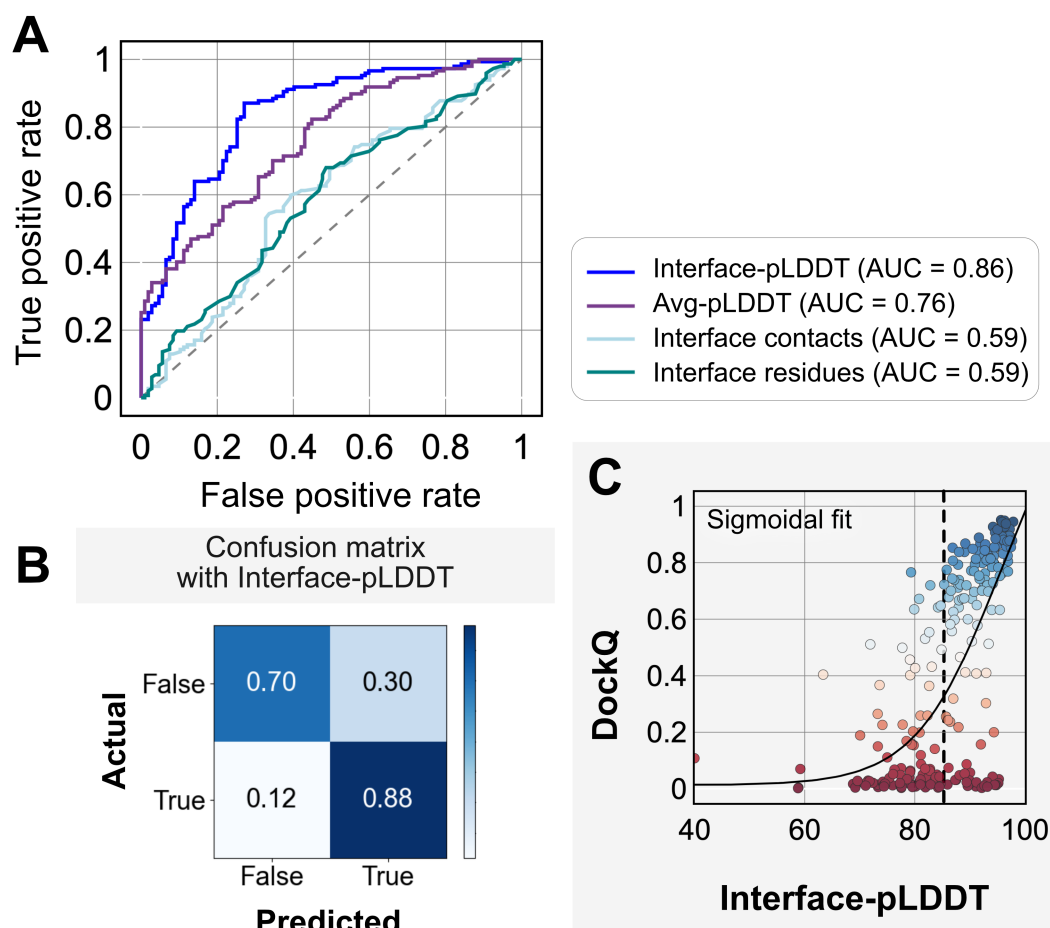 A
1
0.8
0.6
0.4
0.2
0
True positive rate
0 0.2 0.4 0.6 0.8 1
False positive rate
Interface-pLDDT (AUC = 0.86)
Avg-pLDDT (AUC = 0.76)
Interface contacts (AUC = 0.59)
Interface residues (AUC = 0.59)
B
Confusion matrix
with Interface-pLDDT
Actual
False
True
0.70 0.30
0.12 0.88
False True
Predicted
C
Sigmoidal fit
DockQ
1
0.8
0.6
0.4
0.2
0
40 60 80 100
Interface-pLDDT